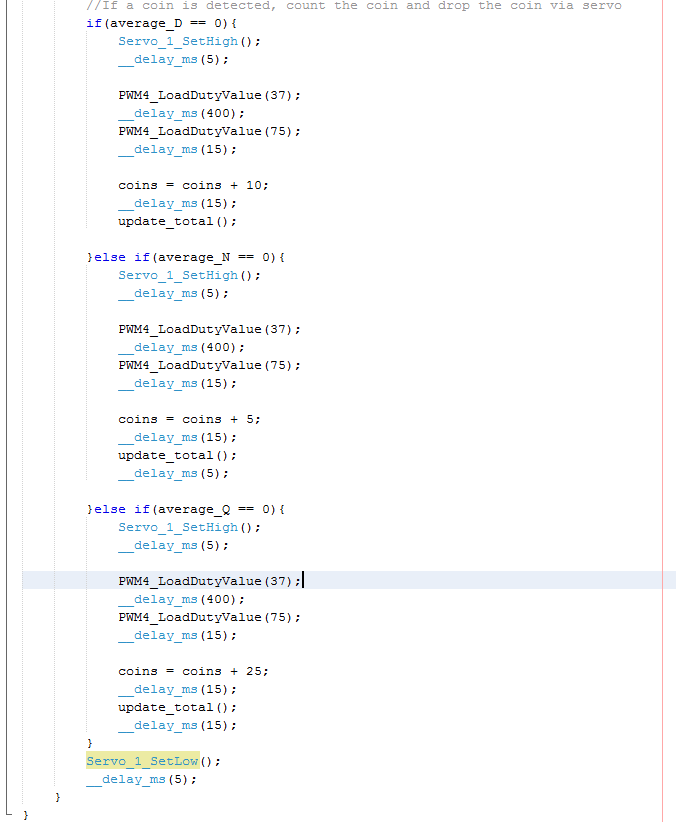 //If a coin is detected, count the coin and drop the coin via servo
if(average_D == 0){
Servo_1_SetHigh();
__delay_ms(5);
PWM4_LoadDutyValue(37);
__delay_ms(400);
PWM4_LoadDutyValue(75);
__delay_ms(15);
coins = coins + 10;
__delay_ms(15);
update_total();
}else if(average_N == 0){
Servo_1_SetHigh();
__delay_ms(5);
PWM4_LoadDutyValue(37);
__delay_ms(400);
PWM4_LoadDutyValue(75);
__delay_ms(15);
coins = coins + 5;
__delay_ms(15);
update_total();
__delay_ms(5);
}else if(average_Q == 0){
Servo_1_SetHigh();
__delay_ms(5);
PWM4_LoadDutyValue(37);
__delay_ms(400);
PWM4_LoadDutyValue(75);
__delay_ms(15);
coins = coins + 25;
__delay_ms(15);
update_total();
__delay_ms(15);
}
Servo_1_SetLow();
__delay_ms(5);
}
}